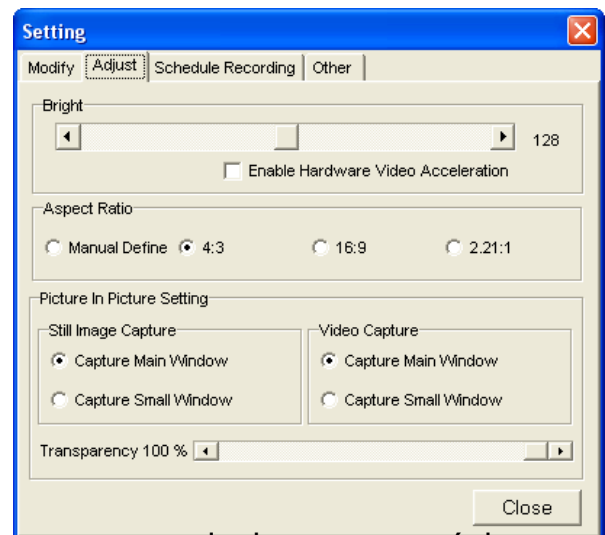 Setting
Modify Adjust Schedule Recording Other
Bright
128
Enable Hardware Video Acceleration
Aspect Ratio
Manual Define 4:3 16:9 2.21:1
Picture In Picture Setting
Still Image Capture Video Capture
Capture Main Window Capture Main Window
Capture Small Window Capture Small Window
Transparency 100 %
Close